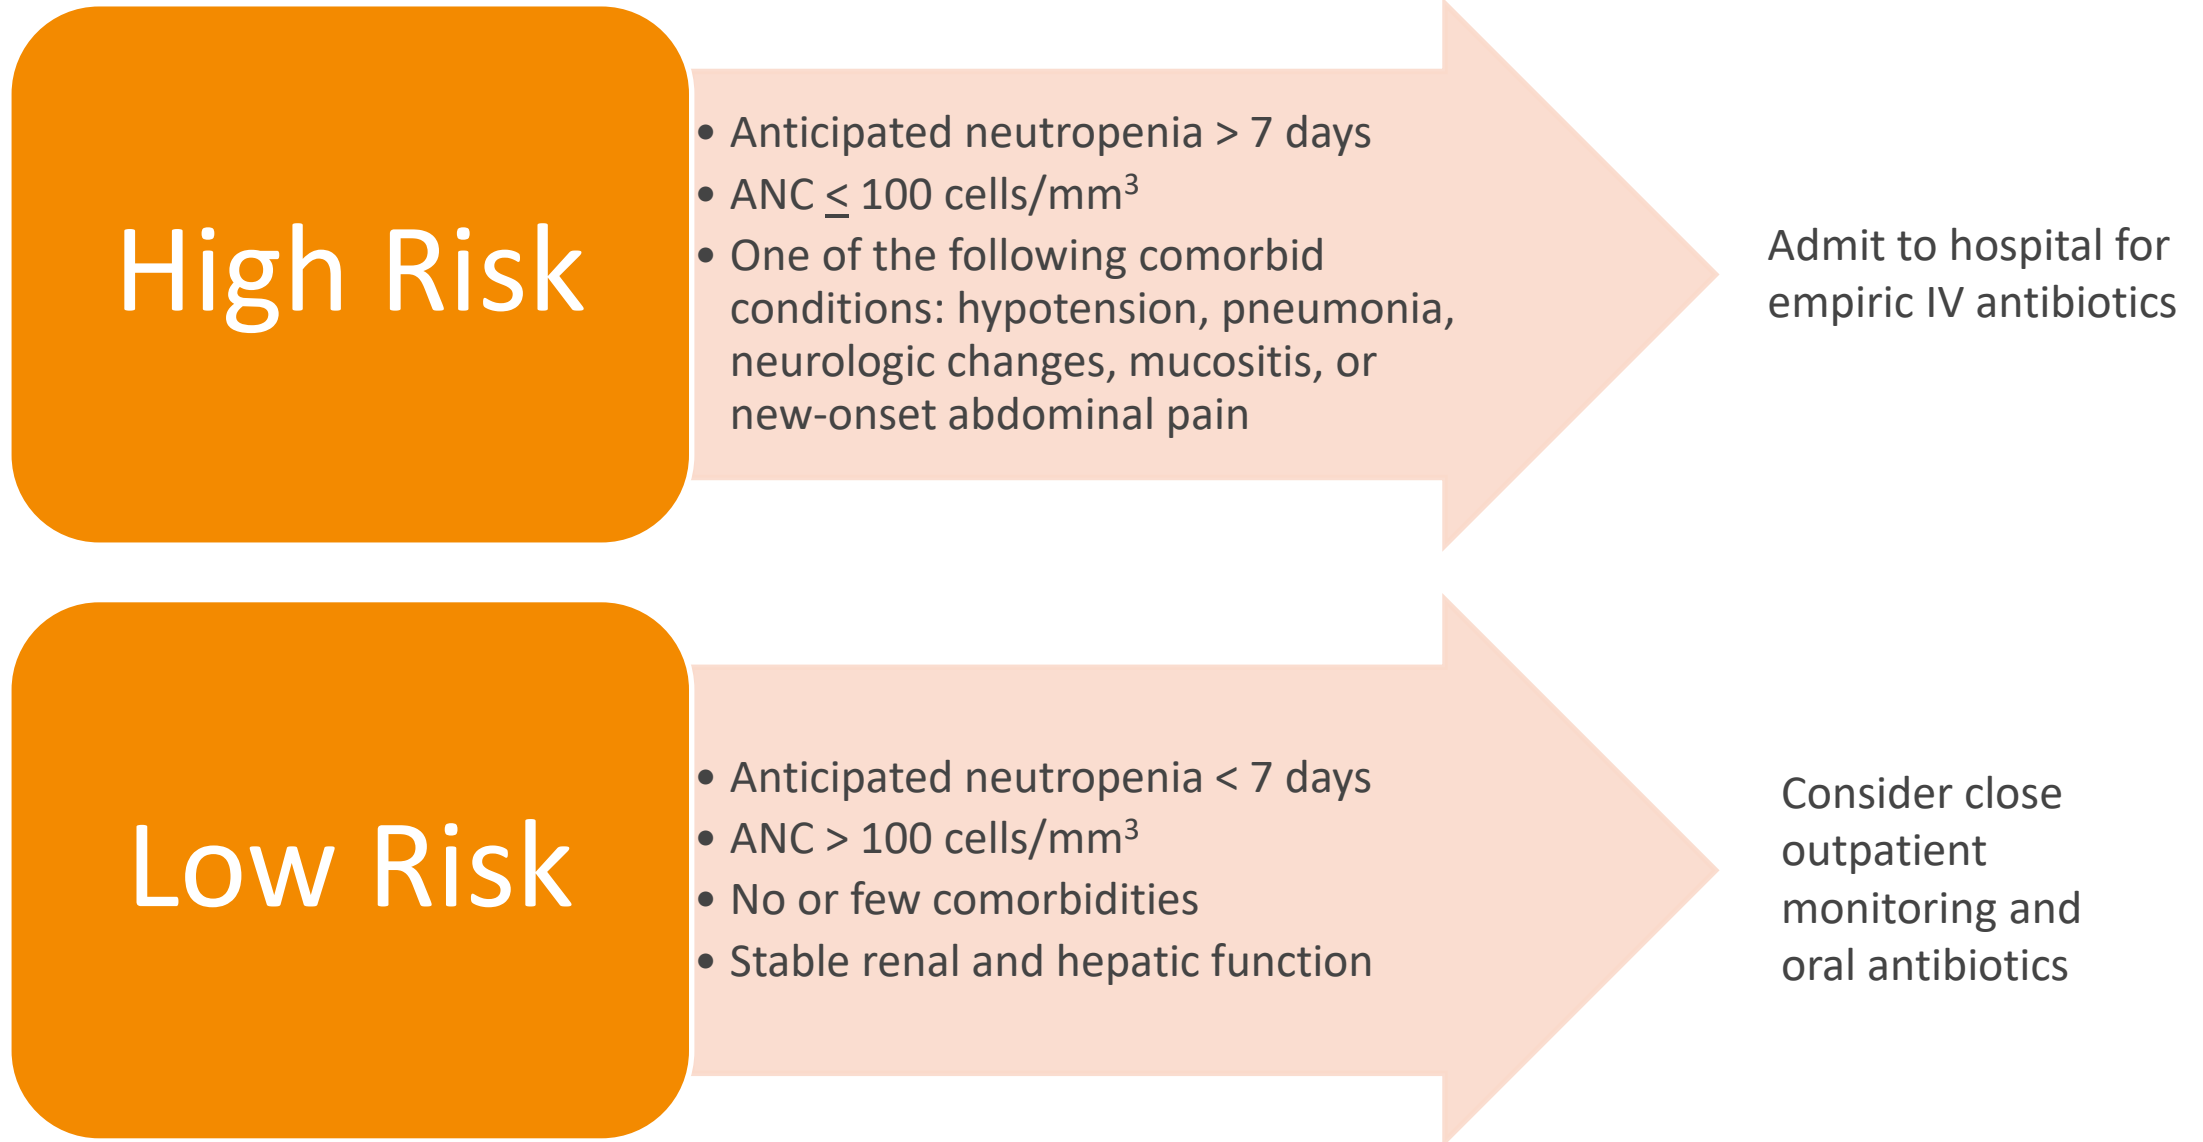 High Risk
• Anticipated neutropenia > 7 days
• ANC < 100 cells/mm³
• One of the following comorbid
conditions: hypotension, pneumonia,
neurologic changes, mucositis, or
new-onset abdominal pain
Admit to hospital for
empiric IV antibiotics
Low Risk
• Anticipated neutropenia < 7 days
• ANC > 100 cells/mm³
• No or few comorbidities
• Stable renal and hepatic function
Consider close
outpatient
monitoring and
oral antibiotics